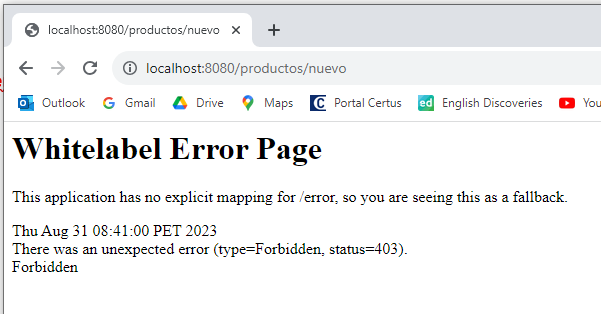 localhost:8080/productos/nuevo
localhost:8080/productos/nuevo
Outlook Gmail Drive Maps Portal Certus ed English Discoveries You
Whitelabel Error Page
This application has no explicit mapping for /error, so you are seeing this as a fallback.
Thu Aug 31 08:41:00 PET 2023
There was an unexpected error (type=Forbidden, status=403).
Forbidden